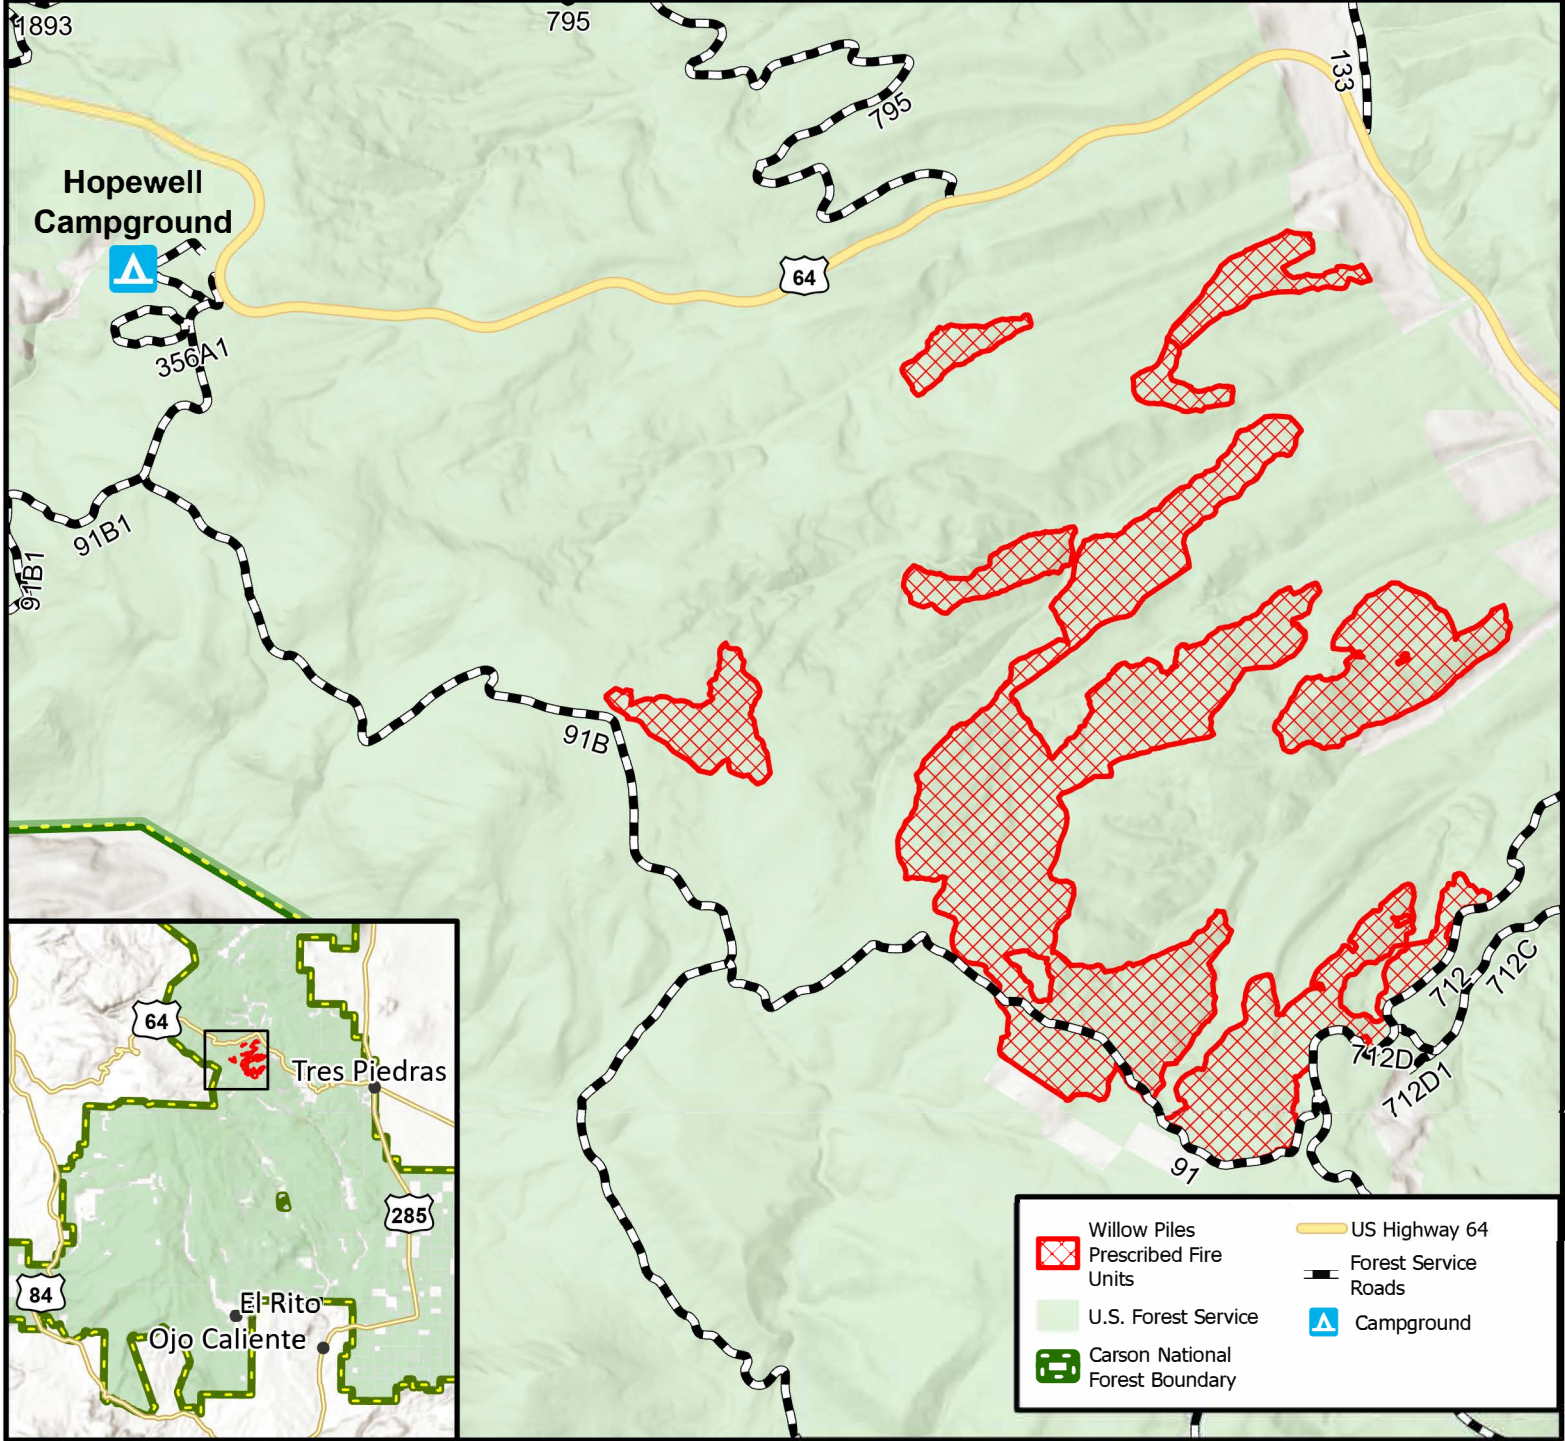 1893
795
133
795
Hopewell
Campground
64
356A1
91B1
91B1
91B
712
712C
712D
712D1
91
64
Tres Piedras
285
84
El Rito
Ojo Caliente
Willow Piles
Prescribed Fire
Units
U.S. Forest Service
Carson National
Forest Boundary
US Highway 64
Forest Service
Roads
Campground